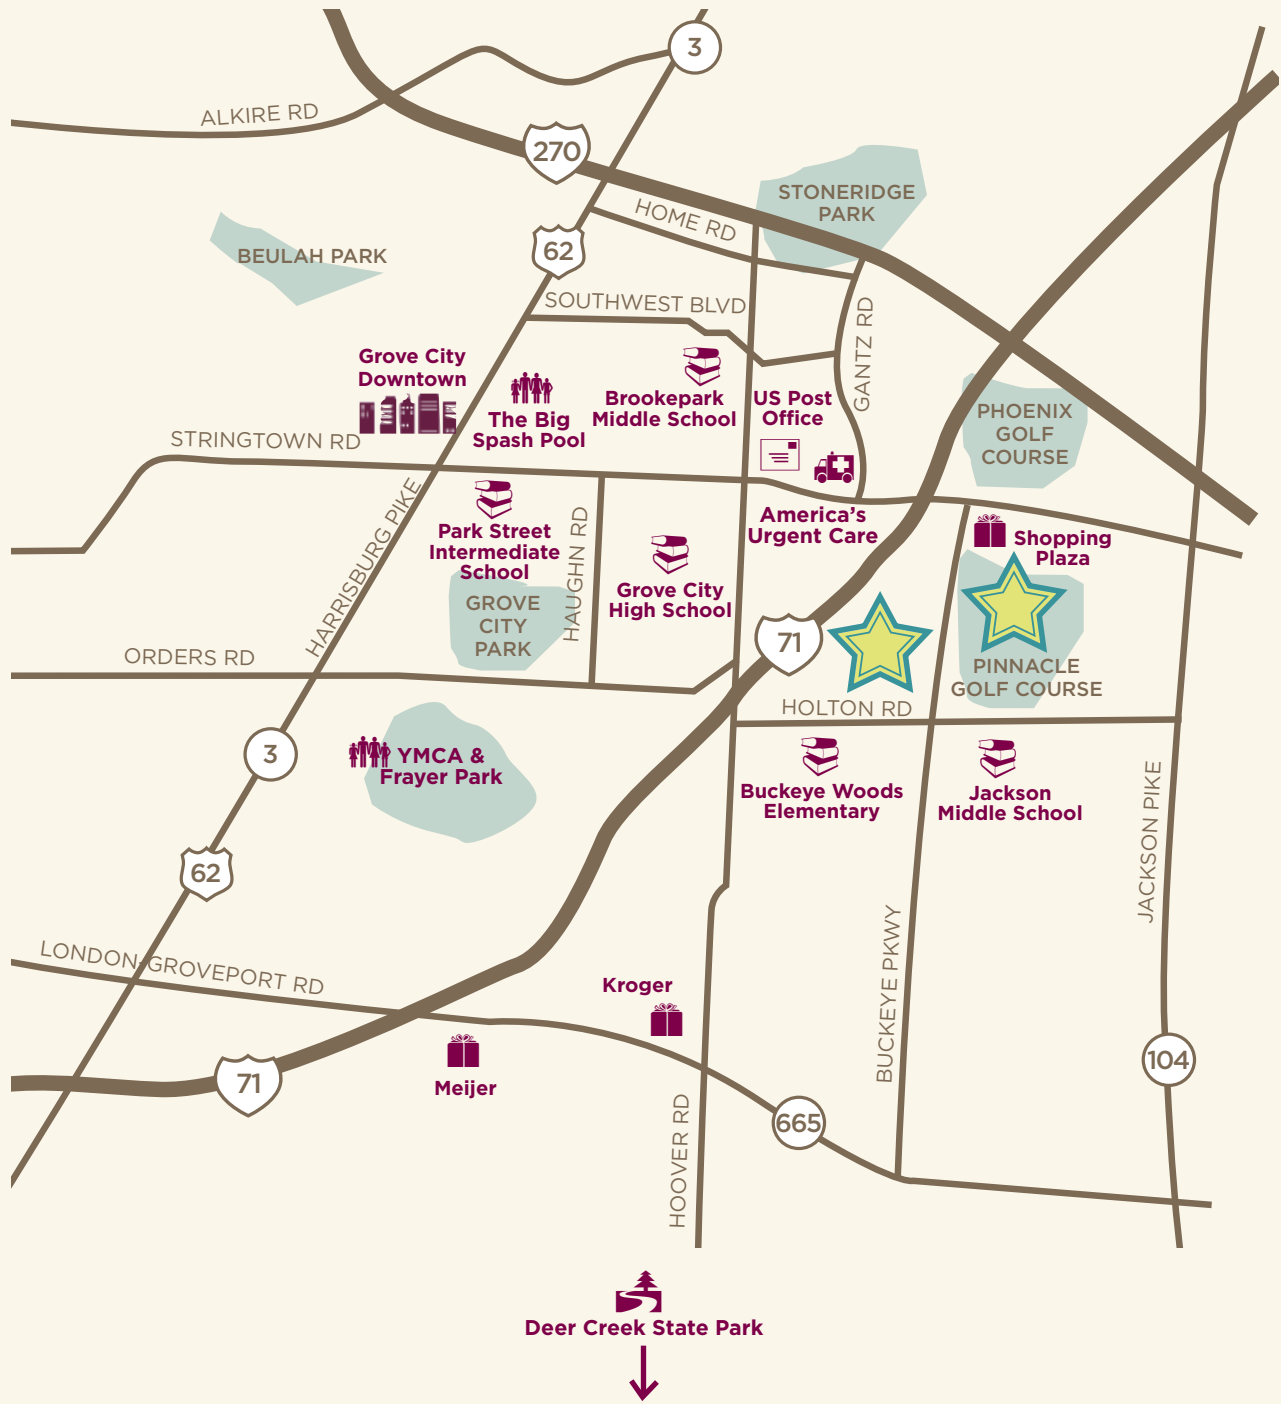 3
ALKIRE RD
270
STONERIDGE
PARK
HOME RD
62
BEULAH PARK
SOUTHWEST BLVD
GANTZ RD
Grove City
Downtown
Brookepark
Middle School
US Post
Office
The Big
Spash Pool
PHOENIX
GOLF
COURSE
STRINGTOWN RD
HARRISBURG PIKE
Park Street
Intermediate
School
HAUGHN RD
America's
Urgent Care
Shopping
Plaza
Grove City
High School
GROVE
CITY
PARK
71
ORDERS RD
PINNACLE
GOLF COURSE
HOLTON RD
3
YMCA &
Frayer Park
Buckeye Woods
Elementary
Jackson
Middle School
JACKSON PIKE
62
BUCKEYE PKWY
LONDON-GROVEPORT RD
Kroger
71
Meijer
104
665
HOOVER RD
Deer Creek State Park